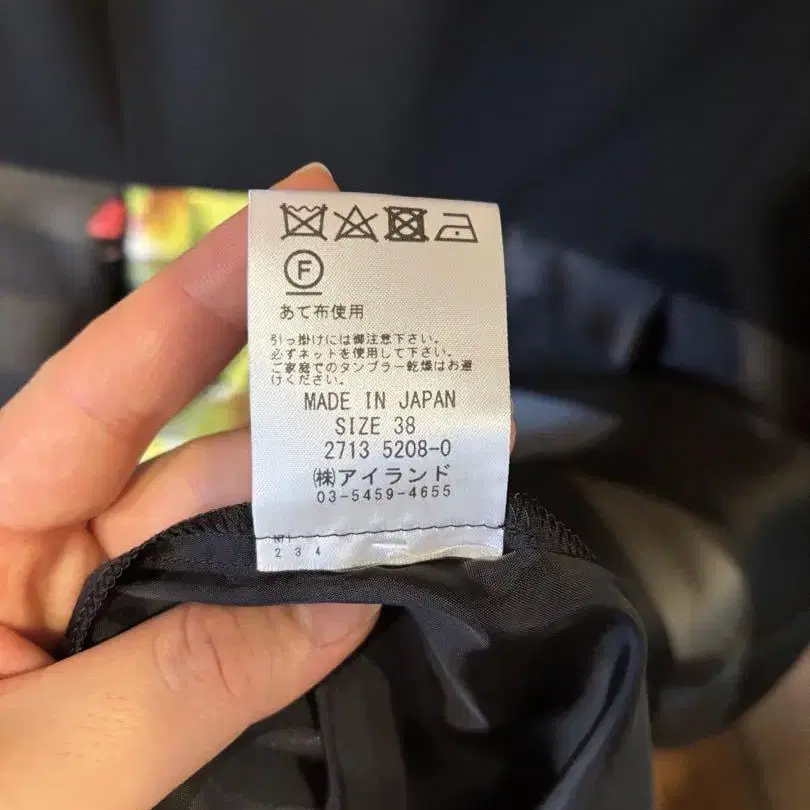 F
あて布使用
引っ掛けには御注意下さい。
必ずネットを使用して下さい。
ご家庭でのタンブラー乾燥はお避
けください。
MADE IN JAPAN
SIZE 38
2713 5208-0
㈱アイランド
03-5459-4655
2 3 4